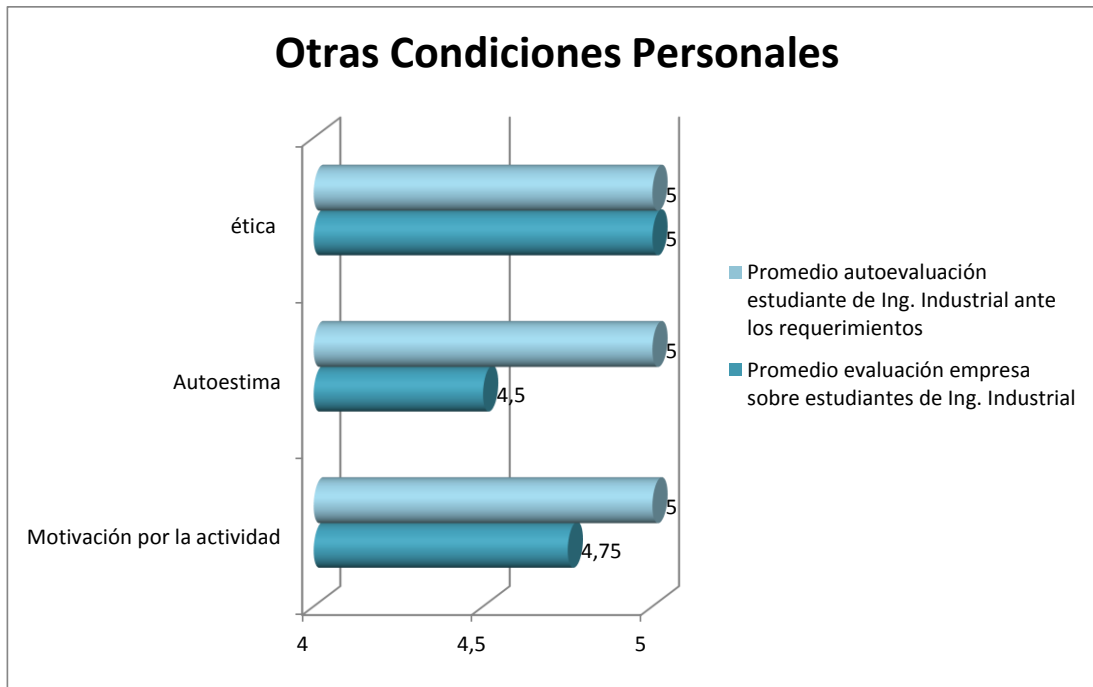 Otras Condiciones Personales
ética
5
5
Autoestima
5
4,5
Motivación por la actividad
5
4,75
4
4,5
5
Promedio autoevaluación
estudiante de Ing. Industrial ante
los requerimientos
Promedio evaluación empresa
sobre estudiantes de Ing. Industrial